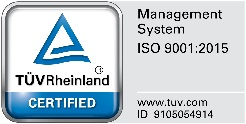 TÜVRheinland®
CERTIFIED
Management
System
ISO 9001:2015
www.tuv.com
ID 9105054914